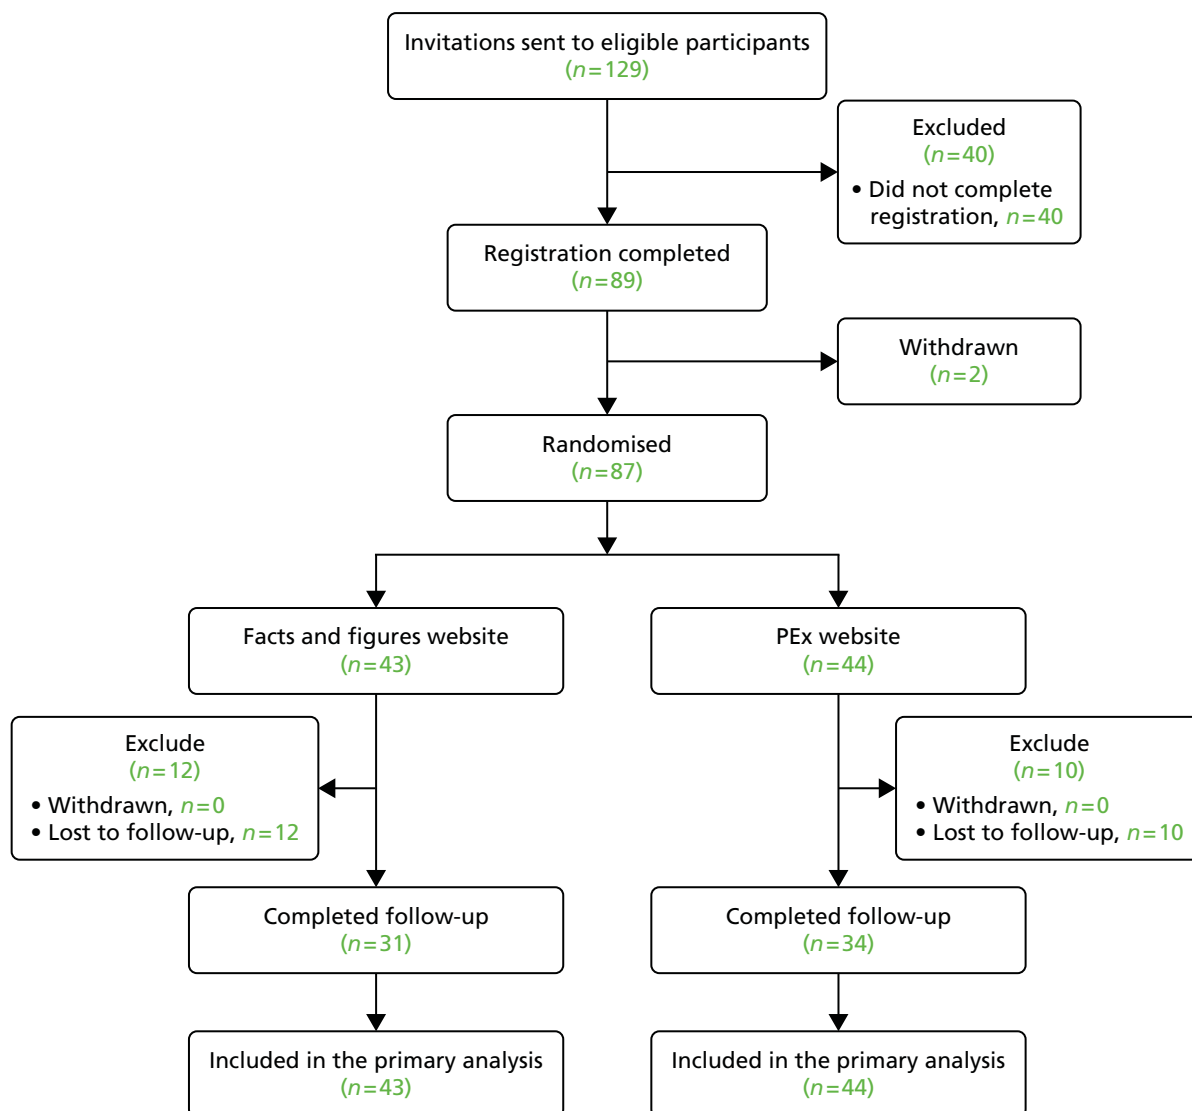 Invitations sent to eligible participants
(n=129)
Excluded
(n=40)
• Did not complete
registration, n=40
Registration completed
(n=89)
Withdrawn
(n=2)
Randomised
(n=87)
Facts and figures website
(n=43)
PEx website
(n=44)
Exclude
(n=12)
• Withdrawn, n=0
• Lost to follow-up, n=12
Exclude
(n=10)
• Withdrawn, n=0
• Lost to follow-up, n=10
Completed follow-up
(n=31)
Completed follow-up
(n=34)
Included in the primary analysis
(n=43)
Included in the primary analysis
(n=44)